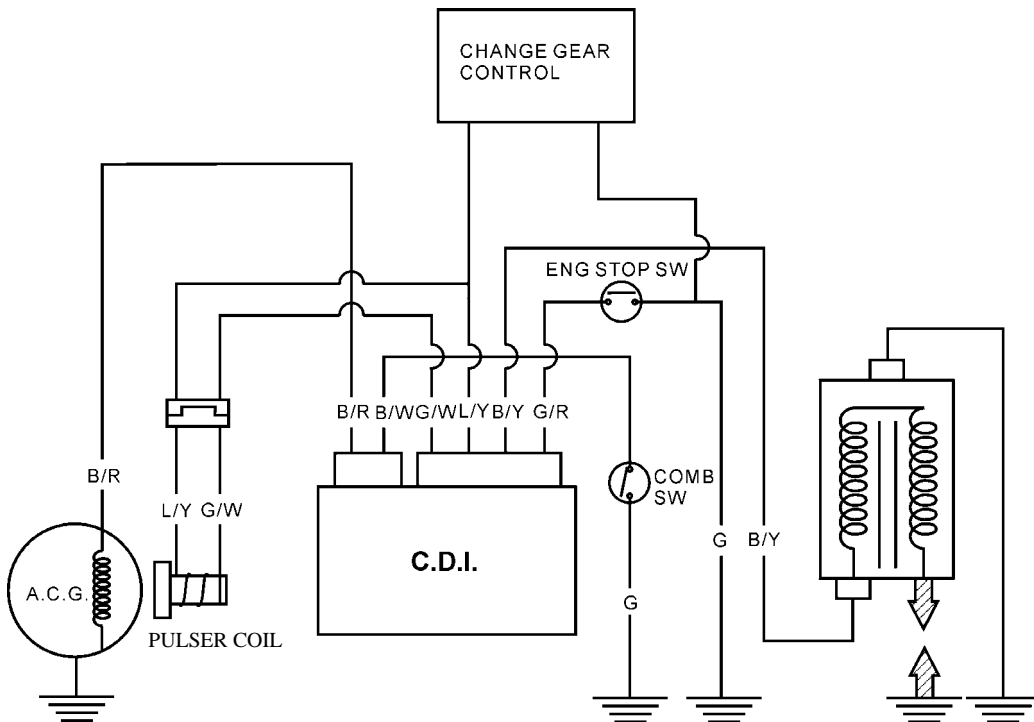 CHANGE GEAR
CONTROL
ENG STOP SW
B/R
B/W
G/W
L/Y
B/Y
G/R
B/R
L/Y
G/W
COMB
SW
G
B/Y
C.D.I.
A.C.G.
G
PULSER COIL